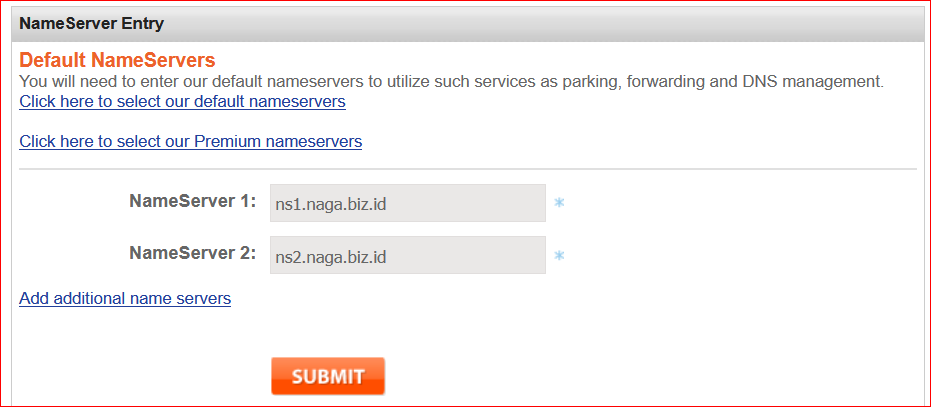 NameServer Entry
Default NameServers
You will need to enter our default nameservers to utilize such services as parking, forwarding and DNS management.
Click here to select our default nameservers
Click here to select our Premium nameservers
NameServer 1: ns1.naga.biz.id *
NameServer 2: ns2.naga.biz.id *
Add additional name servers
SUBMIT